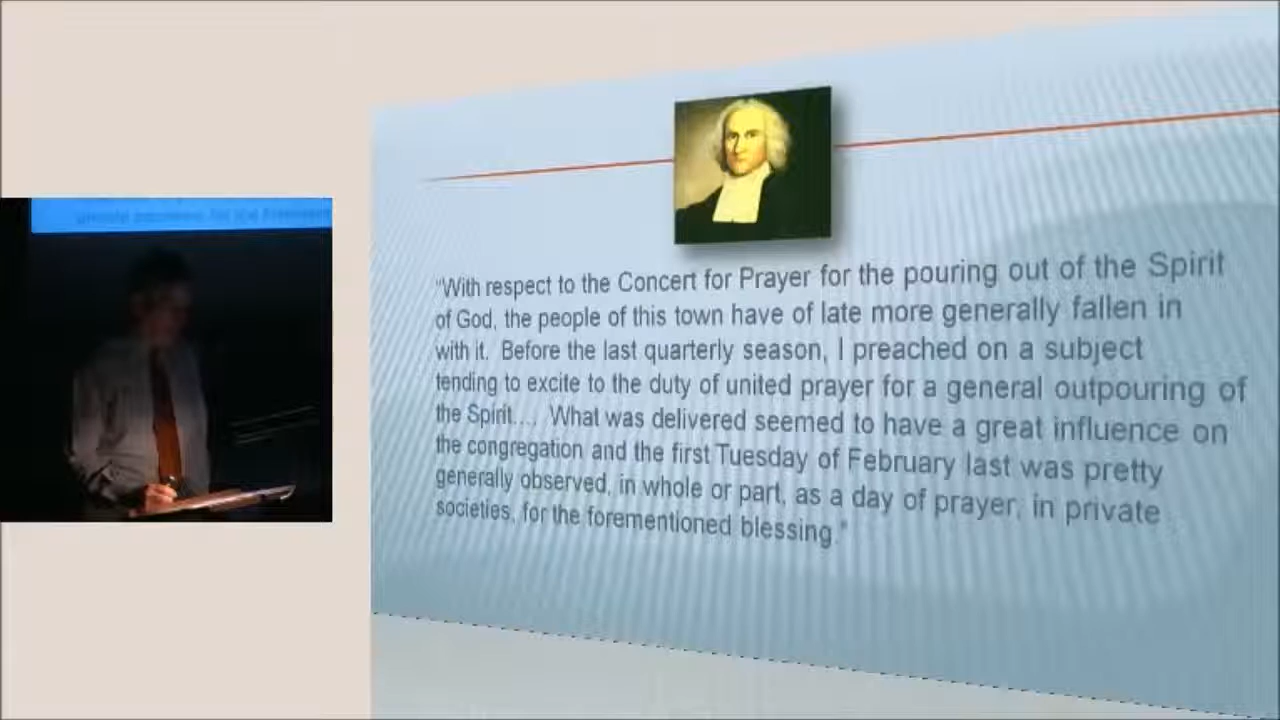 "With respect to the Concert for Prayer for the pouring out of the Spirit
of God, the people of this town have of late more generally fallen in
with it. Before the last quarterly season, I preached on a subject
tending to excite to the duty of united prayer for a general outpouring of
the Spirit.... What was delivered seemed to have a great influence on
the congregation and the first Tuesday of February last was pretty
generally observed, in whole or part, as a day of prayer, in private
societies, for the forementioned blessing."